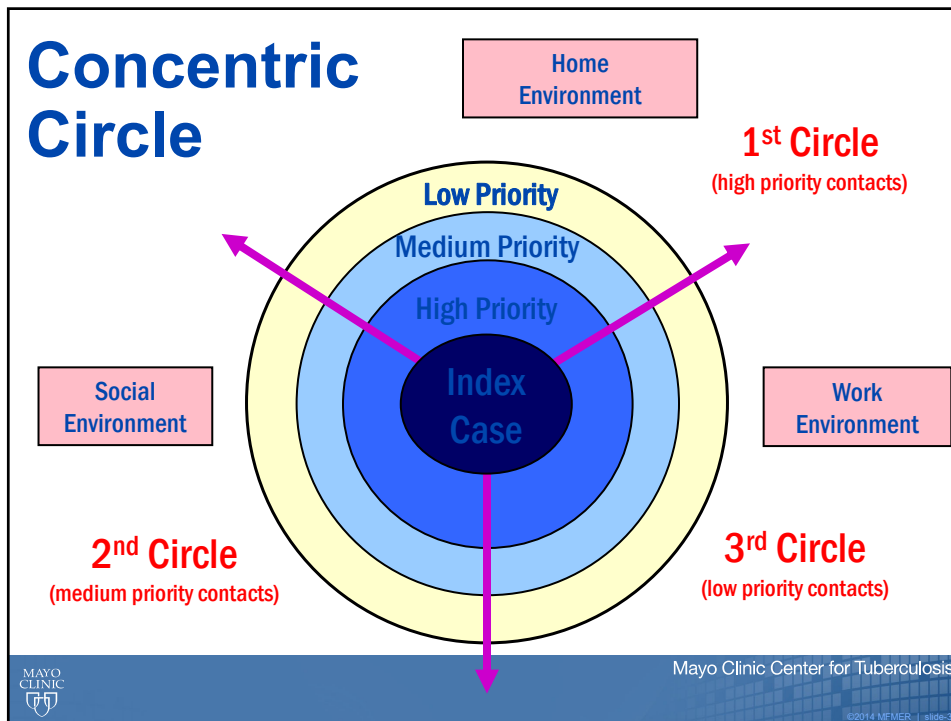 Concentric
Circle
Home
Environment
1st Circle
(high priority contacts)
Low Priority
Medium Priority
High Priority
Index
Case
Social
Environment
Work
Environment
2nd Circle
(medium priority contacts)
3rd Circle
(low priority contacts)
MAYO
CLINIC
Mayo Clinic Center for Tuberculosis
©2014 MFMER | slide-